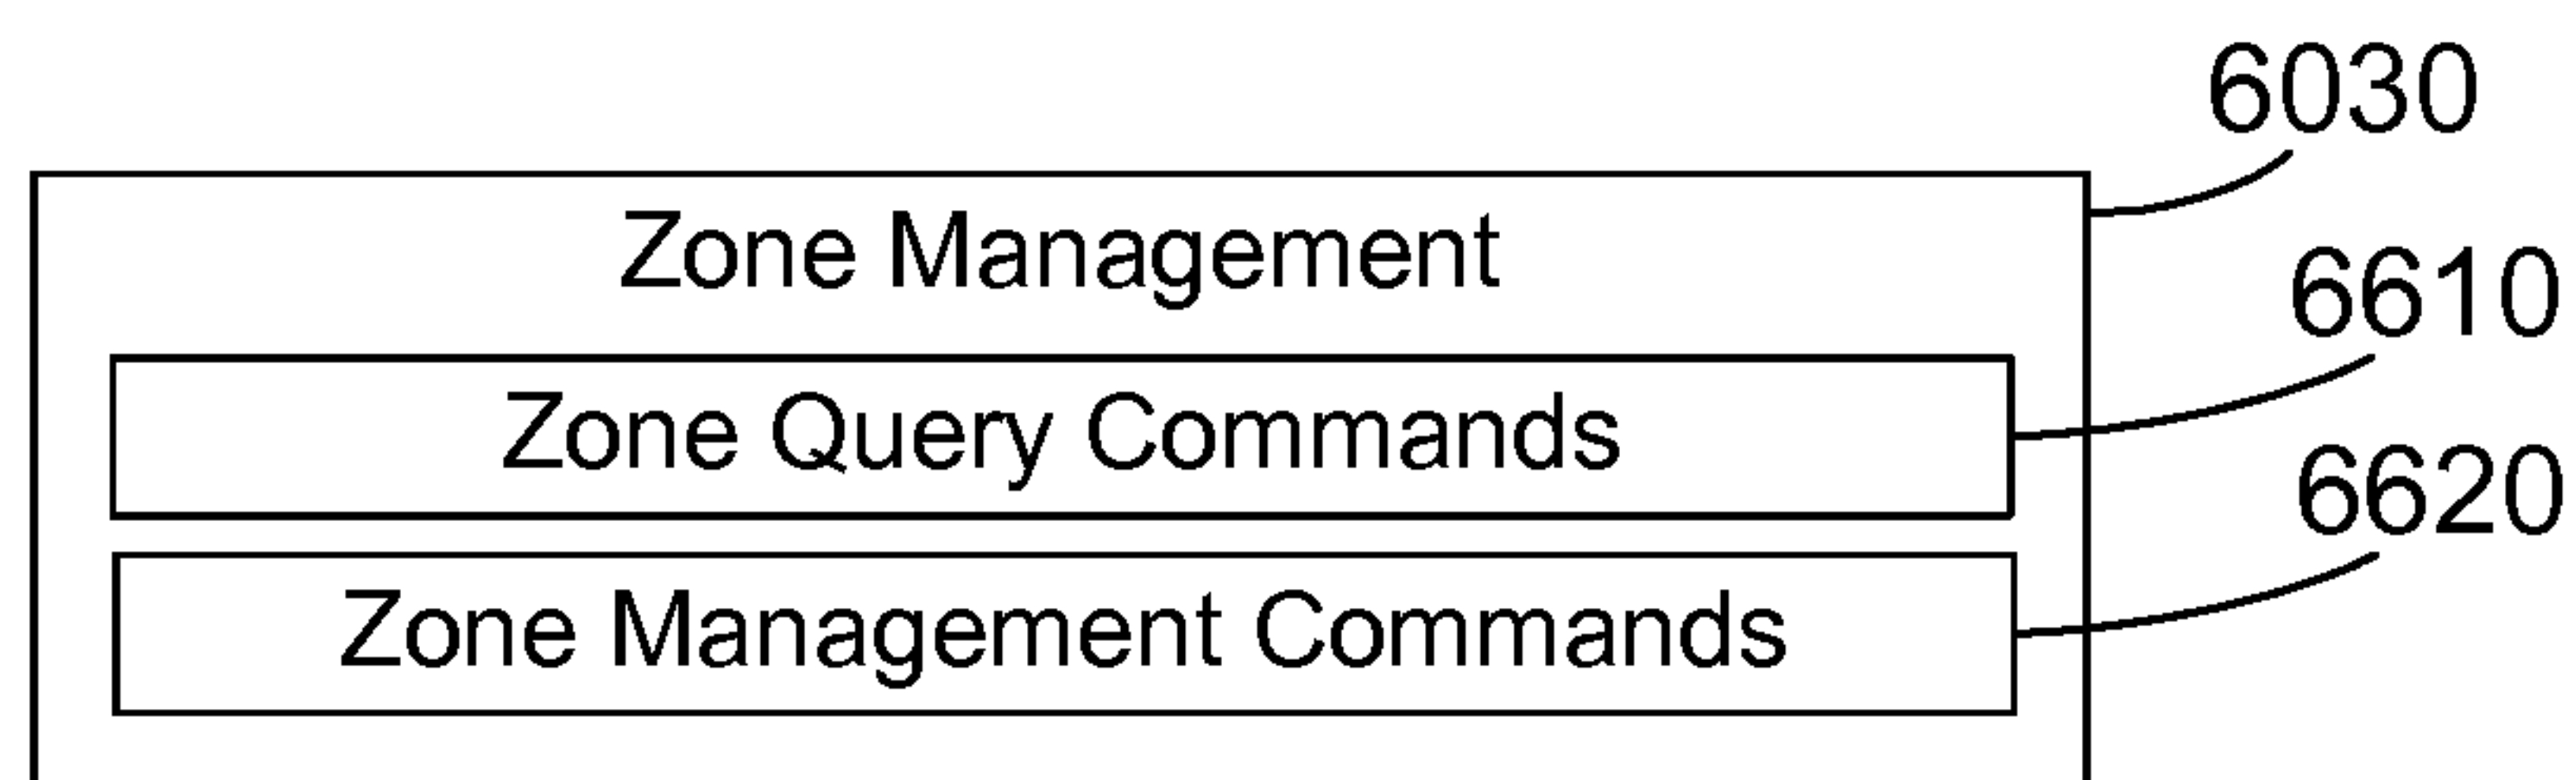 6030
Zone Management
6610
Zone Query Commands
6620
Zone Management Commands